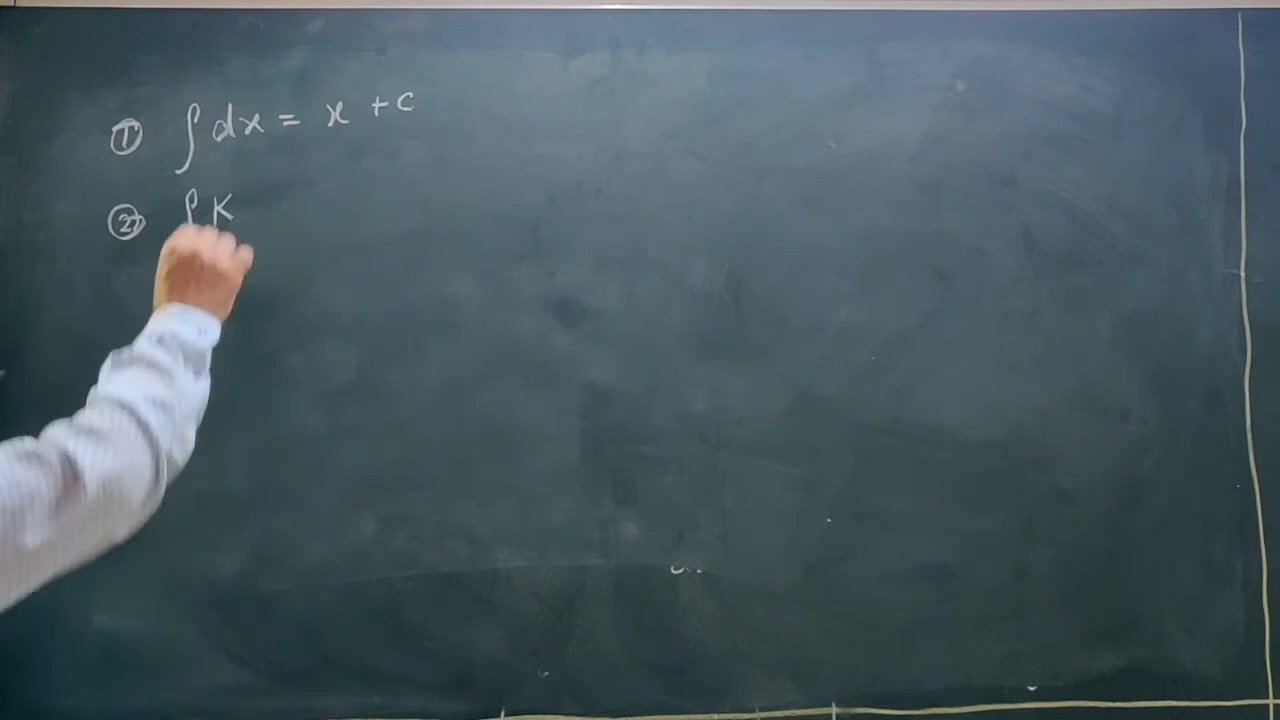 ① ∫ dx = x + c
② ∫ K